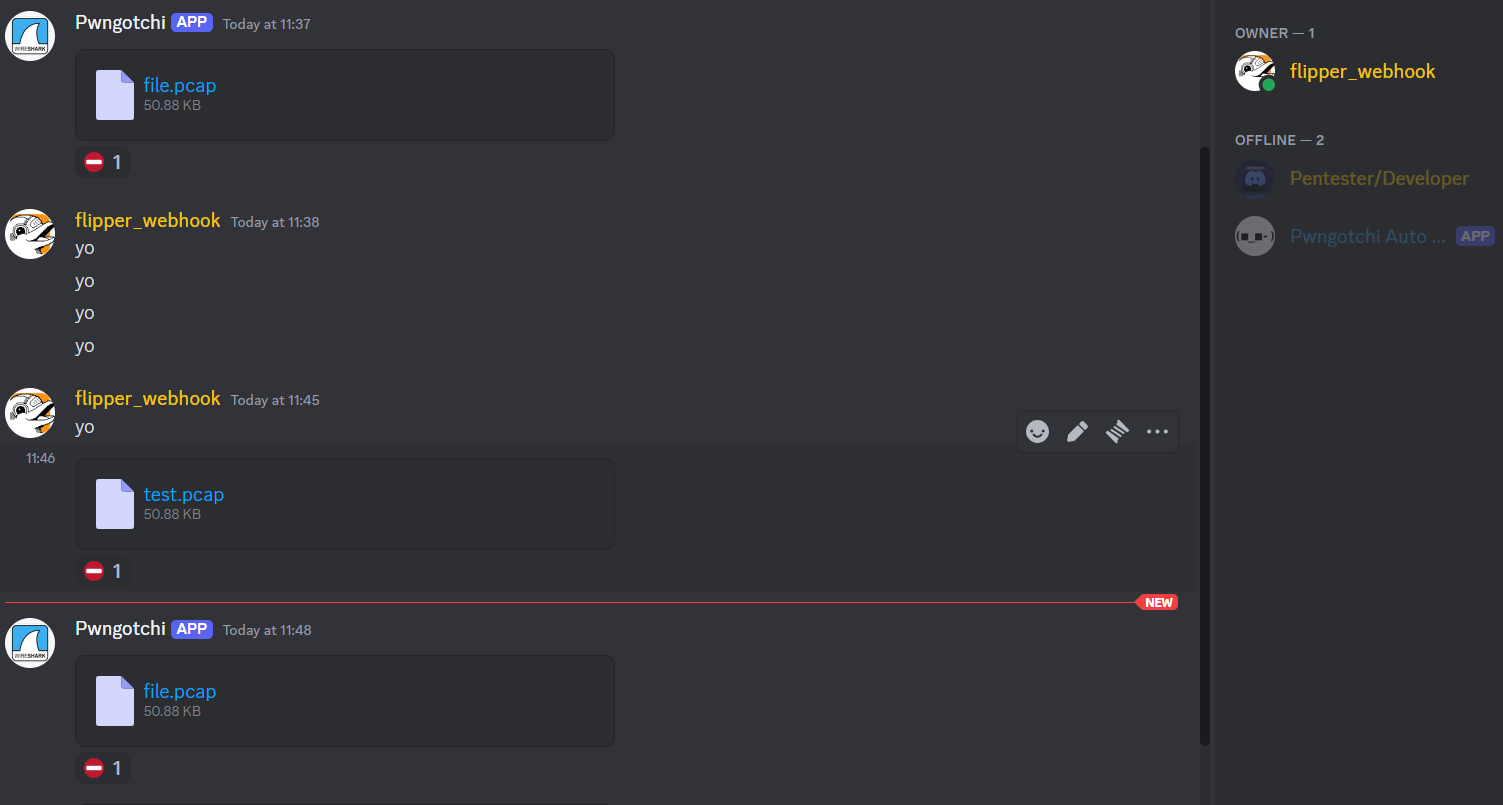 Pwngotchi APP Today at 11:37
WIRESHARK
file.pcap
50.88 KB
1
flipper_webhook Today at 11:38
yo
yo
yo
yo
flipper_webhook Today at 11:45
yo
11:46
test.pcap
50.88 KB
1
NEW
Pwngotchi APP Today at 11:48
WIRESHARK
file.pcap
50.88 KB
1
OWNER — 1
flipper_webhook
OFFLINE — 2
Pentester/Developer
Pwngotchi Auto ... APP